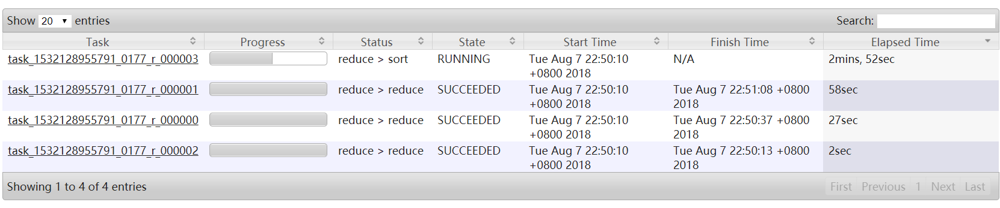 Show 20 entries Search:
Task Progress Status State Start Time Finish Time Elapsed Time
task_1532128955791_0177_r_000003 reduce > sort RUNNING Tue Aug 7 22:50:10 N/A 2mins, 52sec
+0800 2018
task_1532128955791_0177_r_000001 reduce > reduce SUCCEEDED Tue Aug 7 22:50:10 Tue Aug 7 22:51:08 +0800 58sec
+0800 2018 2018
task_1532128955791_0177_r_000000 reduce > reduce SUCCEEDED Tue Aug 7 22:50:10 Tue Aug 7 22:50:37 +0800 27sec
+0800 2018 2018
task_1532128955791_0177_r_000002 reduce > reduce SUCCEEDED Tue Aug 7 22:50:10 Tue Aug 7 22:50:13 +0800 2sec
+0800 2018 2018
Showing 1 to 4 of 4 entries First Previous 1 Next Last